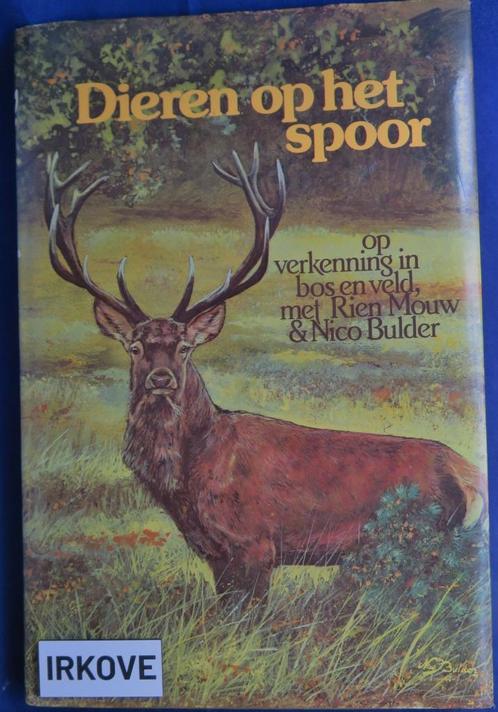 Dieren op het
spoor
op
verkenning in
bos en veld,
met Rien Mouw
& Nico Bulder
IRKOVE